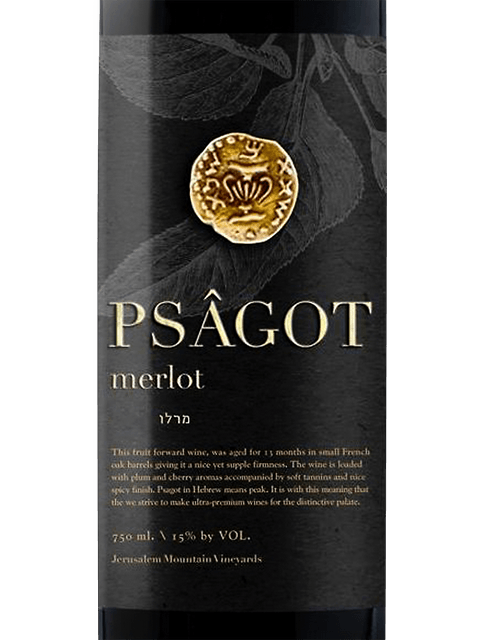 PSÂGOT
merlot
מרלו
This fruit forward wine, was aged for 13 months in small French
oak barrels giving it a nice yet supple firmness. The wine is loaded
with plum and cherry aromas accompanied by soft tannins and nice
spicy finish. Psagot in Hebrew means peak. It is with this meaning that
the we strive to make ultra-premium wines for the distinctive palate.
750 ml. \ 15% by VOL.
Jerusalem Mountain Vineyards